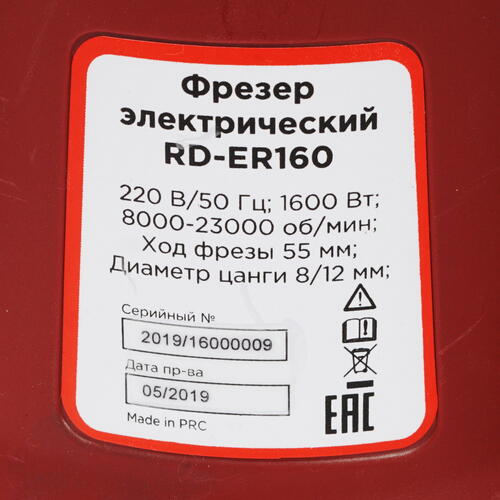 Фрезер
электрический
RD-ER160
220 В/50 Гц; 1600 Вт;
8000-23000 об/мин;
Ход фрезы 55 мм;
Диаметр цанги 8/12 мм;
Серийный №
2019/16000009
Дата пр-ва
05/2019
Made in PRC
EAC